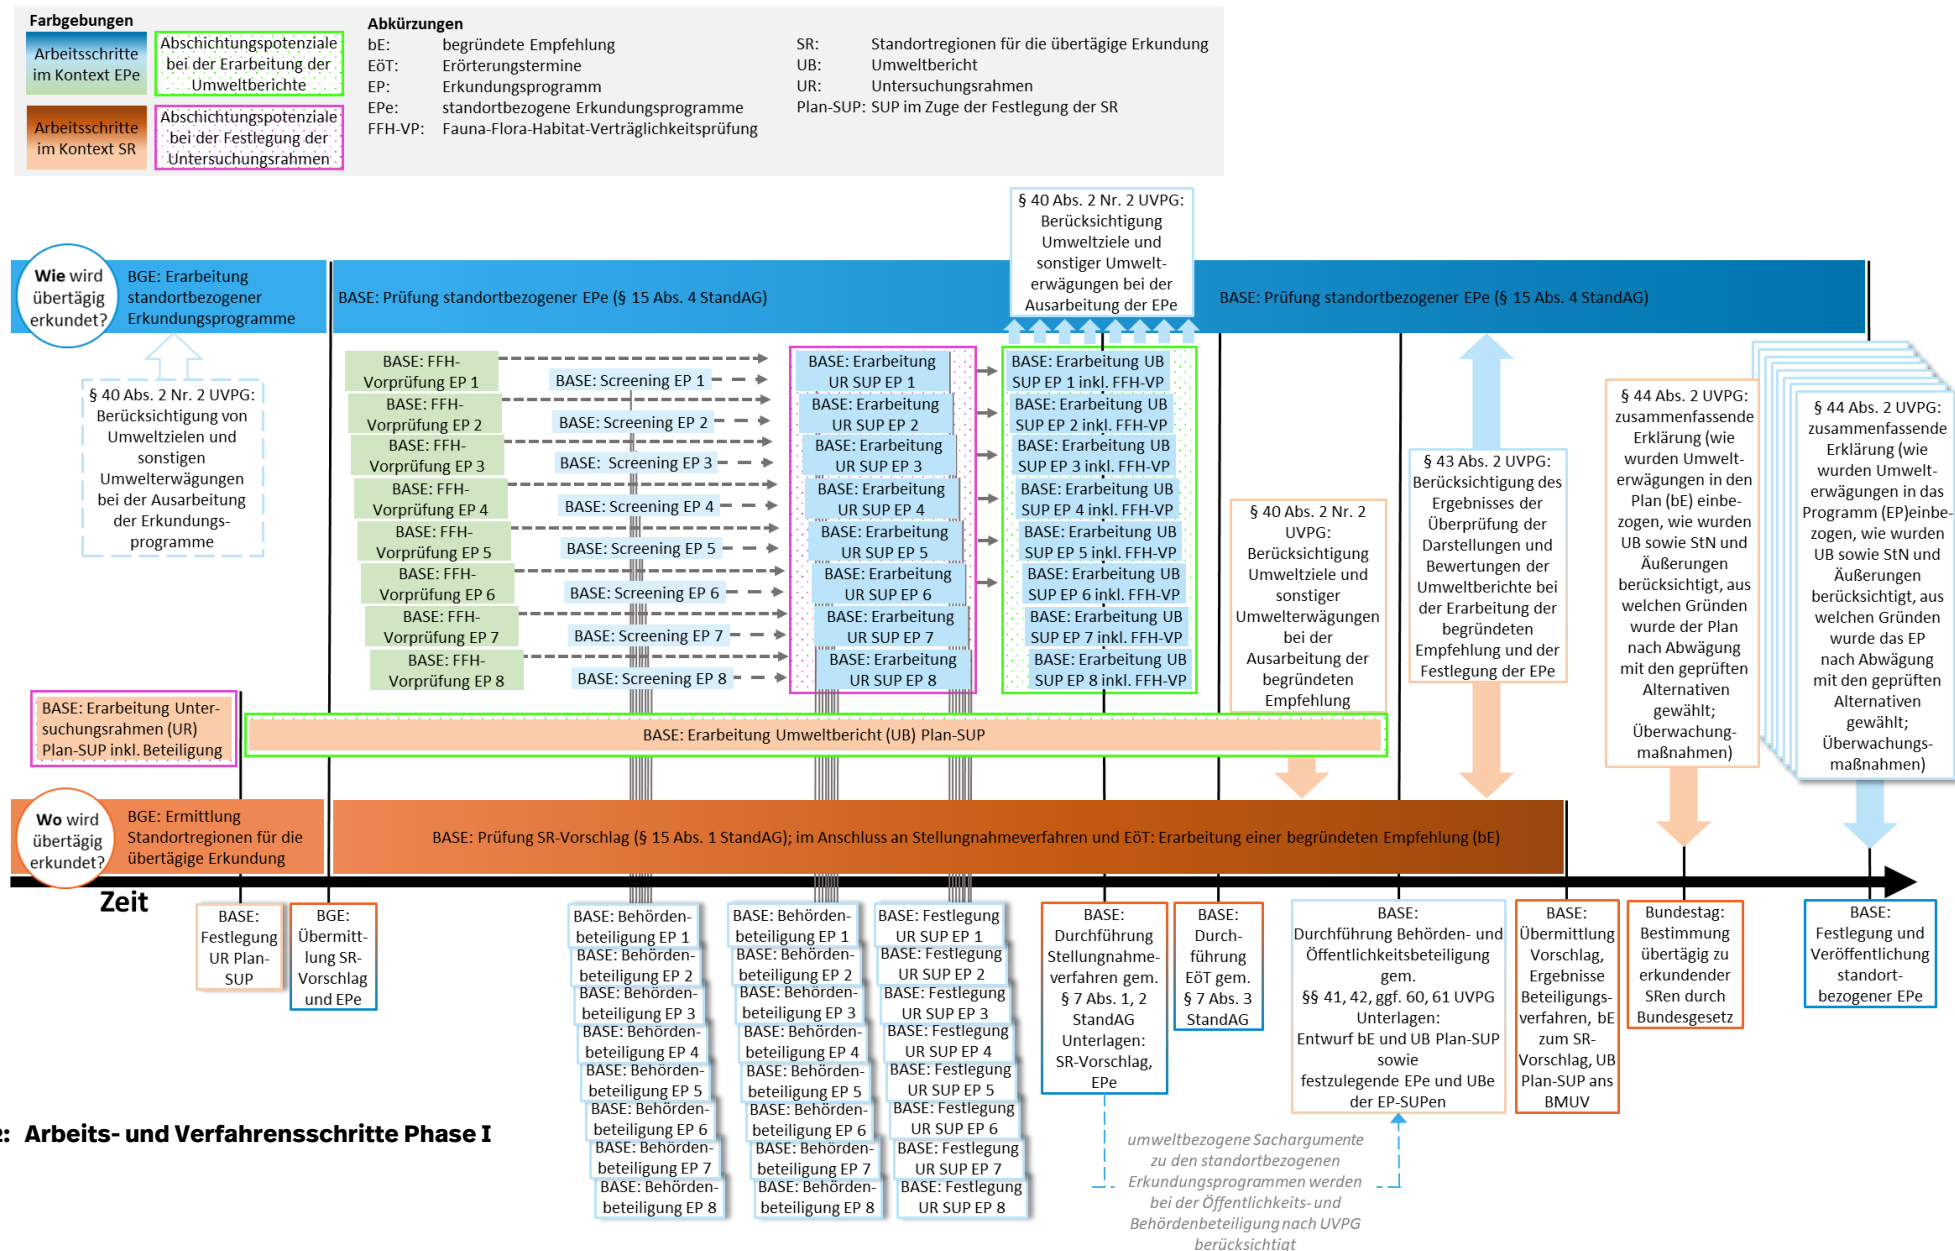 Farbgebungen
Arbeitsschritte
im Kontext EPe
Abschichtungspotenziale
bei der Erarbeitung der
Umweltberichte
Arbeitsschritte
im Kontext SR
Abschichtungspotenziale
bei der Festlegung der
Untersuchungsrahmen
Abkürzungen
bE: begründete Empfehlung
EöT: Erörterungstermine
EP: Erkundungsprogramm
EPe: standortbezogene Erkundungsprogramme
FFH-VP: Fauna-Flora-Habitat-Verträglichkeitsprüfung
SR: Standortregionen für die übertägige Erkundung
UB: Umweltbericht
UR: Untersuchungsrahmen
Plan-SUP: SUP im Zuge der Festlegung der SR
§ 40 Abs. 2 Nr. 2 UVPG:
Berücksichtigung
Umweltziele und
sonstiger Umwelt-
erwägungen bei der
Ausarbeitung der EPe
Wie wird
übertägig
erkundet?
BGE: Erarbeitung
standortbezogener
Erkundungsprogramme
BASE: Prüfung standortbezogener EPe (§ 15 Abs. 4 StandAG)
BASE: Prüfung standortbezogener EPe (§ 15 Abs. 4 StandAG)
§ 40 Abs. 2 Nr. 2 UVPG:
Berücksichtigung von
Umweltzielen und
sonstigen
Umwelterwägungen
bei der Ausarbeitung
der Erkundungs-
programme
BASE: FFH-
Vorprüfung EP 1
BASE: FFH-
Vorprüfung EP 2
BASE: FFH-
Vorprüfung EP 3
BASE: FFH-
Vorprüfung EP 4
BASE: FFH-
Vorprüfung EP 5
BASE: FFH-
Vorprüfung EP 6
BASE: FFH-
Vorprüfung EP 7
BASE: FFH-
Vorprüfung EP 8
BASE: Screening EP 1
BASE: Screening EP 2
BASE: Screening EP 3
BASE: Screening EP 4
BASE: Screening EP 5
BASE: Screening EP 6
BASE: Screening EP 7
BASE: Screening EP 8
BASE: Erarbeitung
UR SUP EP 1
BASE: Erarbeitung
UR SUP EP 2
BASE: Erarbeitung
UR SUP EP 3
BASE: Erarbeitung
UR SUP EP 4
BASE: Erarbeitung
UR SUP EP 5
BASE: Erarbeitung
UR SUP EP 6
BASE: Erarbeitung
UR SUP EP 7
BASE: Erarbeitung
UR SUP EP 8
BASE: Erarbeitung UB
SUP EP 1 inkl. FFH-VP
BASE: Erarbeitung UB
SUP EP 2 inkl. FFH-VP
BASE: Erarbeitung UB
SUP EP 3 inkl. FFH-VP
BASE: Erarbeitung UB
SUP EP 4 inkl. FFH-VP
BASE: Erarbeitung UB
SUP EP 5 inkl. FFH-VP
BASE: Erarbeitung UB
SUP EP 6 inkl. FFH-VP
BASE: Erarbeitung UB
SUP EP 7 inkl. FFH-VP
BASE: Erarbeitung UB
SUP EP 8 inkl. FFH-VP
§ 40 Abs. 2 Nr. 2
UVPG:
Berücksichtigung
Umweltziele und
sonstiger
Umwelterwägungen
bei der
Ausarbeitung der
begründeten
Empfehlung
§ 43 Abs. 2 UVPG:
Berücksichtigung des
Ergebnisses der
Überprüfung der
Darstellungen und
Bewertungen der
Umweltberichte bei
der Erarbeitung der
begründeten
Empfehlung und der
Festlegung der EPe
§ 44 Abs. 2 UVPG:
zusammenfassende
Erklärung (wie
wurden Umwelt-
erwägungen in den
Plan (bE) einbe-
zogen, wie wurden
UB sowie StN und
Äußerungen
berücksichtigt, aus
welchen Gründen
wurde der Plan
nach Abwägung
mit den geprüften
Alternativen
gewählt;
Überwachung-
maßnahmen)
§ 44 Abs. 2 UVPG:
zusammenfassende
Erklärung (wie
wurden Umwelt-
erwägungen in das
Programm (EP)einbe-
zogen, wie wurden
UB sowie StN und
Äußerungen
berücksichtigt, aus
welchen Gründen
wurde das EP
nach Abwägung
mit den geprüften
Alternativen
gewählt;
Überwachungs-
maßnahmen)
BASE: Erarbeitung Unter-
suchungsrahmen (UR)
Plan-SUP inkl. Beteiligung
BASE: Erarbeitung Umweltbericht (UB) Plan-SUP
Wo wird
übertägig
erkundet?
BGE: Ermittlung
Standortregionen für die
übertägige Erkundung
BASE: Prüfung SR-Vorschlag (§ 15 Abs. 1 StandAG); im Anschluss an Stellungnahmeverfahren und EöT: Erarbeitung einer begründeten Empfehlung (bE)
Zeit
BASE:
Festlegung
UR Plan-
SUP
BGE:
Übermitt-
lung SR-
Vorschlag
und EPe
BASE: Behörden-
beteiligung EP 1
BASE: Behörden-
beteiligung EP 2
BASE: Behörden-
beteiligung EP 3
BASE: Behörden-
beteiligung EP 4
BASE: Behörden-
beteiligung EP 5
BASE: Behörden-
beteiligung EP 6
BASE: Behörden-
beteiligung EP 7
BASE: Behörden-
beteiligung EP 8
BASE: Behörden-
beteiligung EP 1
BASE: Behörden-
beteiligung EP 2
BASE: Behörden-
beteiligung EP 3
BASE: Behörden-
beteiligung EP 4
BASE: Behörden-
beteiligung EP 5
BASE: Behörden-
beteiligung EP 6
BASE: Behörden-
beteiligung EP 7
BASE: Behörden-
beteiligung EP 8
BASE: Festlegung
UR SUP EP 1
BASE: Festlegung
UR SUP EP 2
BASE: Festlegung
UR SUP EP 3
BASE: Festlegung
UR SUP EP 4
BASE: Festlegung
UR SUP EP 5
BASE: Festlegung
UR SUP EP 6
BASE: Festlegung
UR SUP EP 7
BASE: Festlegung
UR SUP EP 8
BASE:
Durchführung
Stellungnahme-
verfahren gem.
§ 7 Abs. 1, 2
StandAG
Unterlagen:
SR-Vorschlag,
EPe
BASE:
Durch-
führung
EöT gem.
§ 7 Abs. 3
StandAG
BASE:
Durchführung Behörden- und
Öffentlichkeitsbeteiligung
gem.
§§ 41, 42, ggf. 60, 61 UVPG
Unterlagen:
Entwurf bE und UB Plan-SUP
sowie
festzulegende EPe und UBe
der EP-SUPen
BASE:
Übermittlung
Vorschlag,
Ergebnisse
Beteiligungs-
verfahren, bE
zum SR-
Vorschlag, UB
Plan-SUP ans
BMUV
Bundestag:
Bestimmung
übertägig zu
erkundender
SRen durch
Bundesgesetz
BASE:
Festlegung und
Veröffentlichung
standort-
bezogener EPe
umweltbezogene Sachargumente
zu den standortbezogenen
Erkundungsprogrammen werden
bei der Öffentlichkeits- und
Behördenbeteiligung nach UVPG
berücksichtigt
: Arbeits- und Verfahrensschritte Phase I